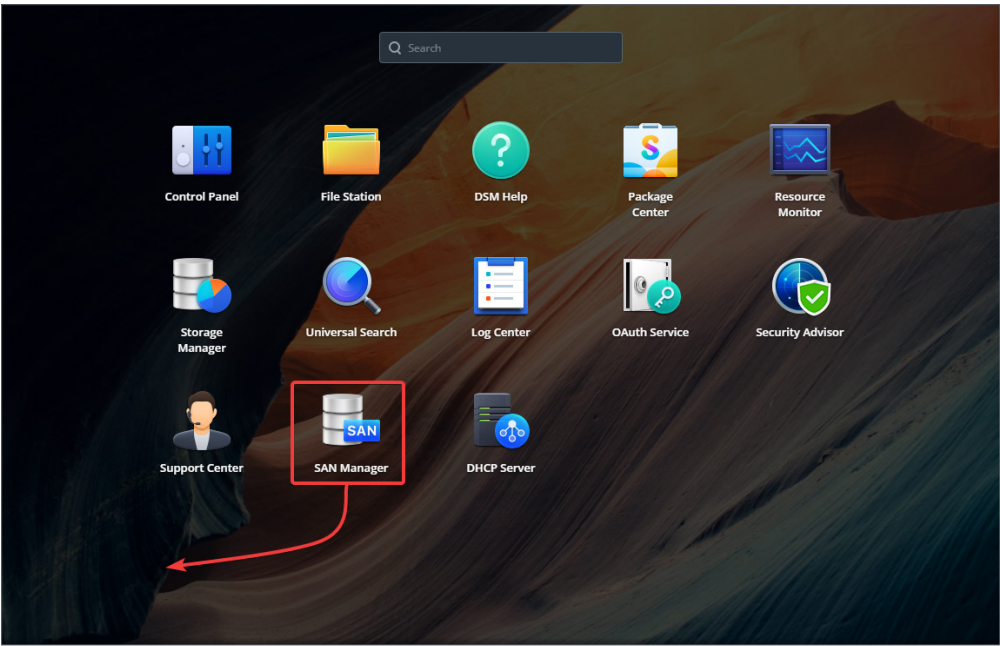 Search
Control Panel
File Station
DSM Help
Package
Center
Resource
Monitor
Storage
Manager
Universal Search
Log Center
OAuth Service
Security Advisor
Support Center
SAN
SAN Manager
DHCP Server